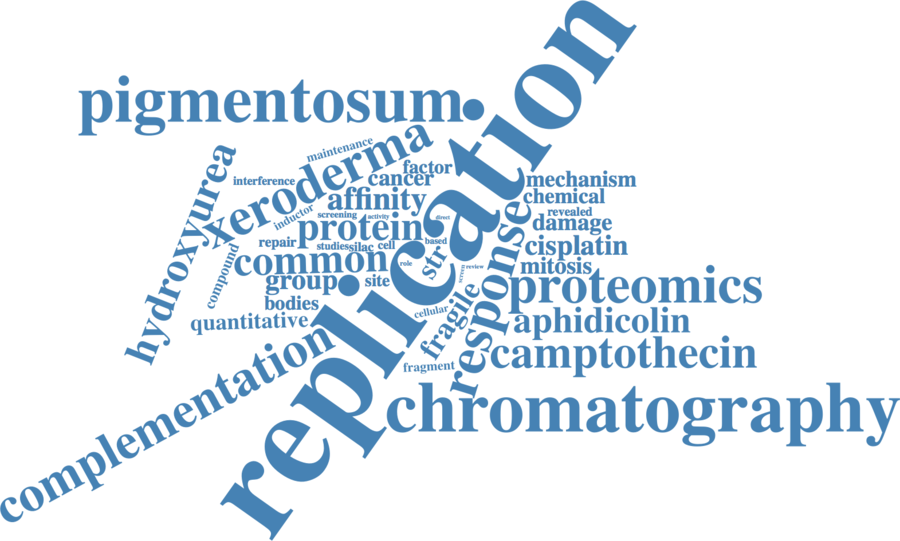 replication
pigmentosum
maintenance
xeroderma
factor
hydroxyurea
interference
cancer
mechanism
affinity
chemical
inductor
screening
activity
direct
revealed
protein
damage
response
repair
studies
silac
cell
based
cisplatin
compound
common
role
str
screen
review
mitosis
group
site
proteomics
bodies
cellular
fragile
quantitative
aphidicolin
complementation
camptothecin
fragment
chromatography